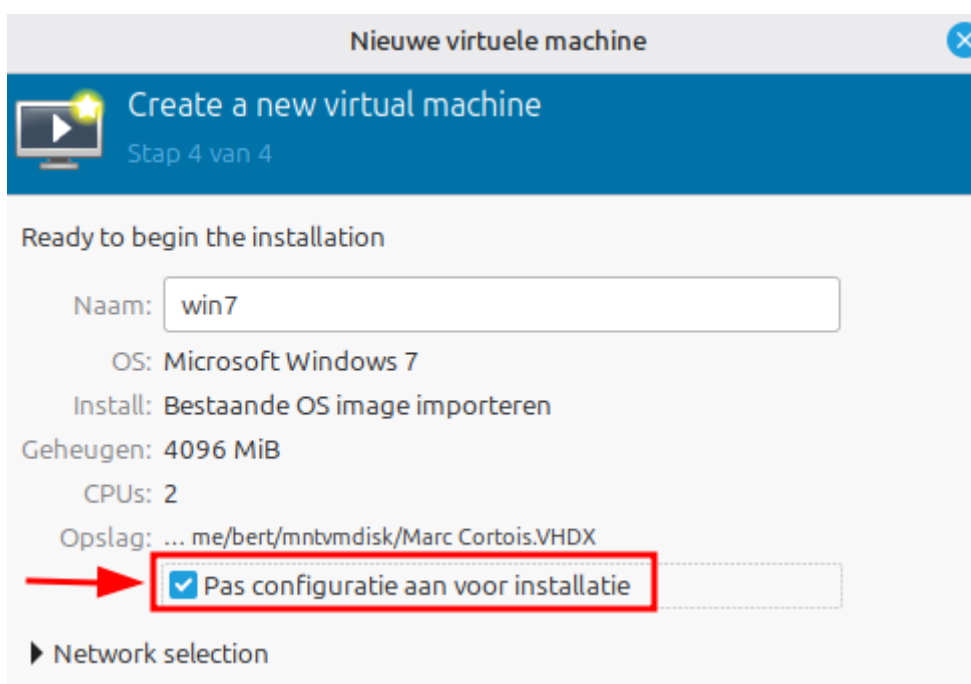 Nieuwe virtuele machine
Create a new virtual machine
Stap 4 van 4
Ready to begin the installation
Naam: win7
OS: Microsoft Windows 7
Install: Bestaande OS image importeren
Geheugen: 4096 MiB
CPUs: 2
Opslag: ... me/bert/mntvmdisk/Marc Cortois.VHDX
Pas configuratie aan voor installatie
Network selection